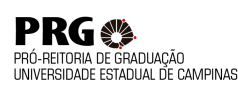 PRG
PRÓ-REITORIA DE GRADUAÇÃO
UNIVERSIDADE ESTADUAL DE CAMPINAS